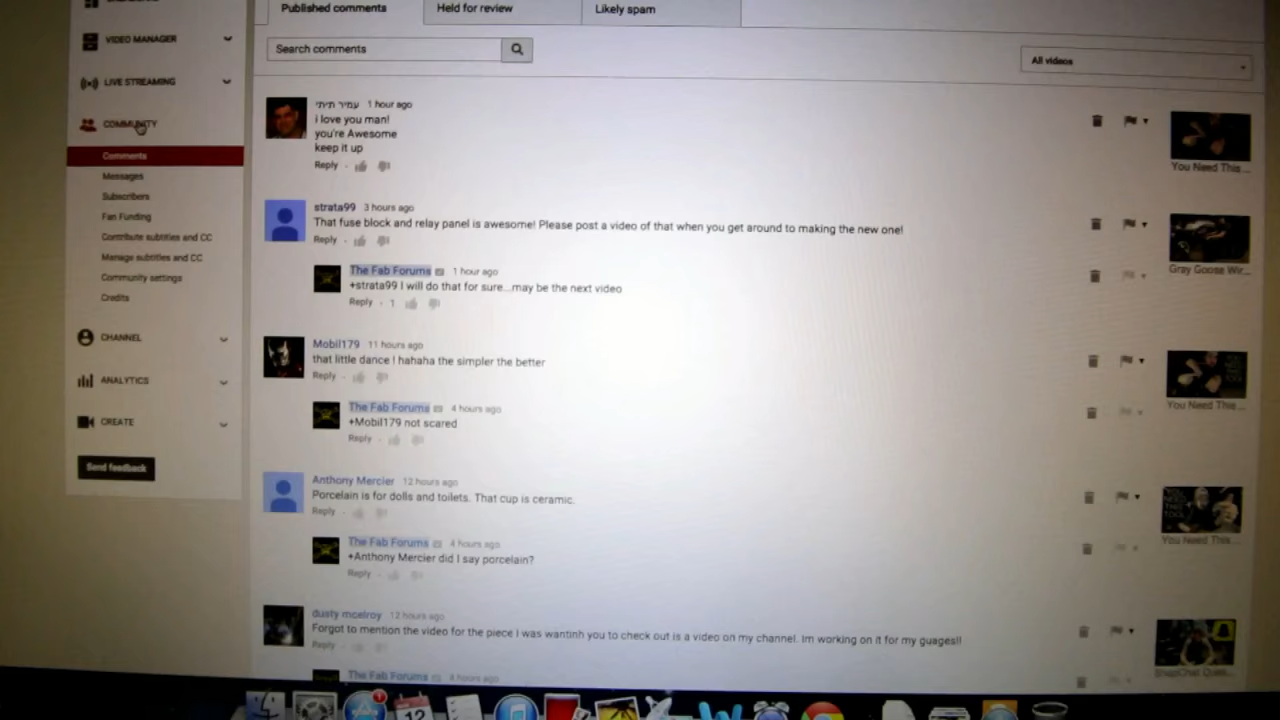 Published comments
Held for review
Likely spam
VIDEO MANAGER
Search comments
All videos
LIVE STREAMING
COMMUNITY
Comments
Messages
Subscribers
Fan Funding
Contribute subtitles and CC
Manage subtitles and CC
Community settings
Credits
CHANNEL
ANALYTICS
CREATE
Send feedback
עמיר תיתי 1 hour ago
i love you man!
you're Awesome
keep it up
Reply
You Need This ...
strata99 3 hours ago
That fuse block and relay panel is awesome! Please post a video of that when you get around to making the new one!
Reply
Gray Goose Wir...
The Fab Forums 1 hour ago
+strata99 I will do that for sure...may be the next video
Reply · 1
Mobil179 11 hours ago
that little dance ! hahaha the simpler the better
Reply
You Need This ...
The Fab Forums 4 hours ago
+Mobil179 not scared
Reply
Anthony Mercier 12 hours ago
Porcelain is for dolls and toilets. That cup is ceramic.
Reply
You Need This ...
The Fab Forums 4 hours ago
+Anthony Mercier did I say porcelain?
Reply
dusty mcelroy 12 hours ago
Forgot to mention the video for the piece I was wantinh you to check out is a video on my channel. Im working on it for my guages!!
Reply
SnapChat Ques...
The Fab Forums 4 hours ago
12